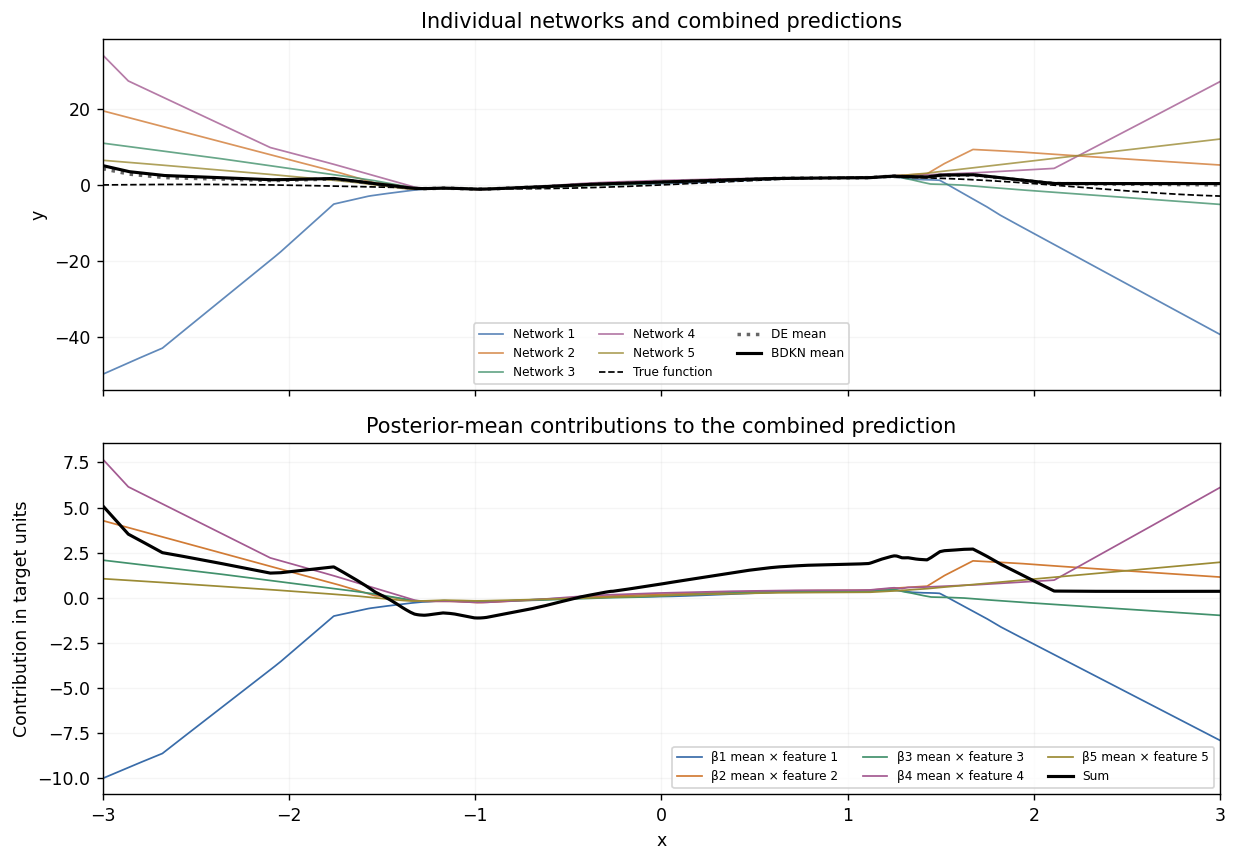 Individual networks and combined predictions
y
20
0
−20
−40
Network 1 Network 4 DE mean
Network 2 Network 5 BDKN mean
Network 3 True function
Posterior-mean contributions to the combined prediction
Contribution in target units
7.5
5.0
2.5
0.0
−2.5
−5.0
−7.5
−10.0
β1 mean × feature 1 β3 mean × feature 3 β5 mean × feature 5
β2 mean × feature 2 β4 mean × feature 4 Sum
−3 −2 −1 0 1 2 3
x